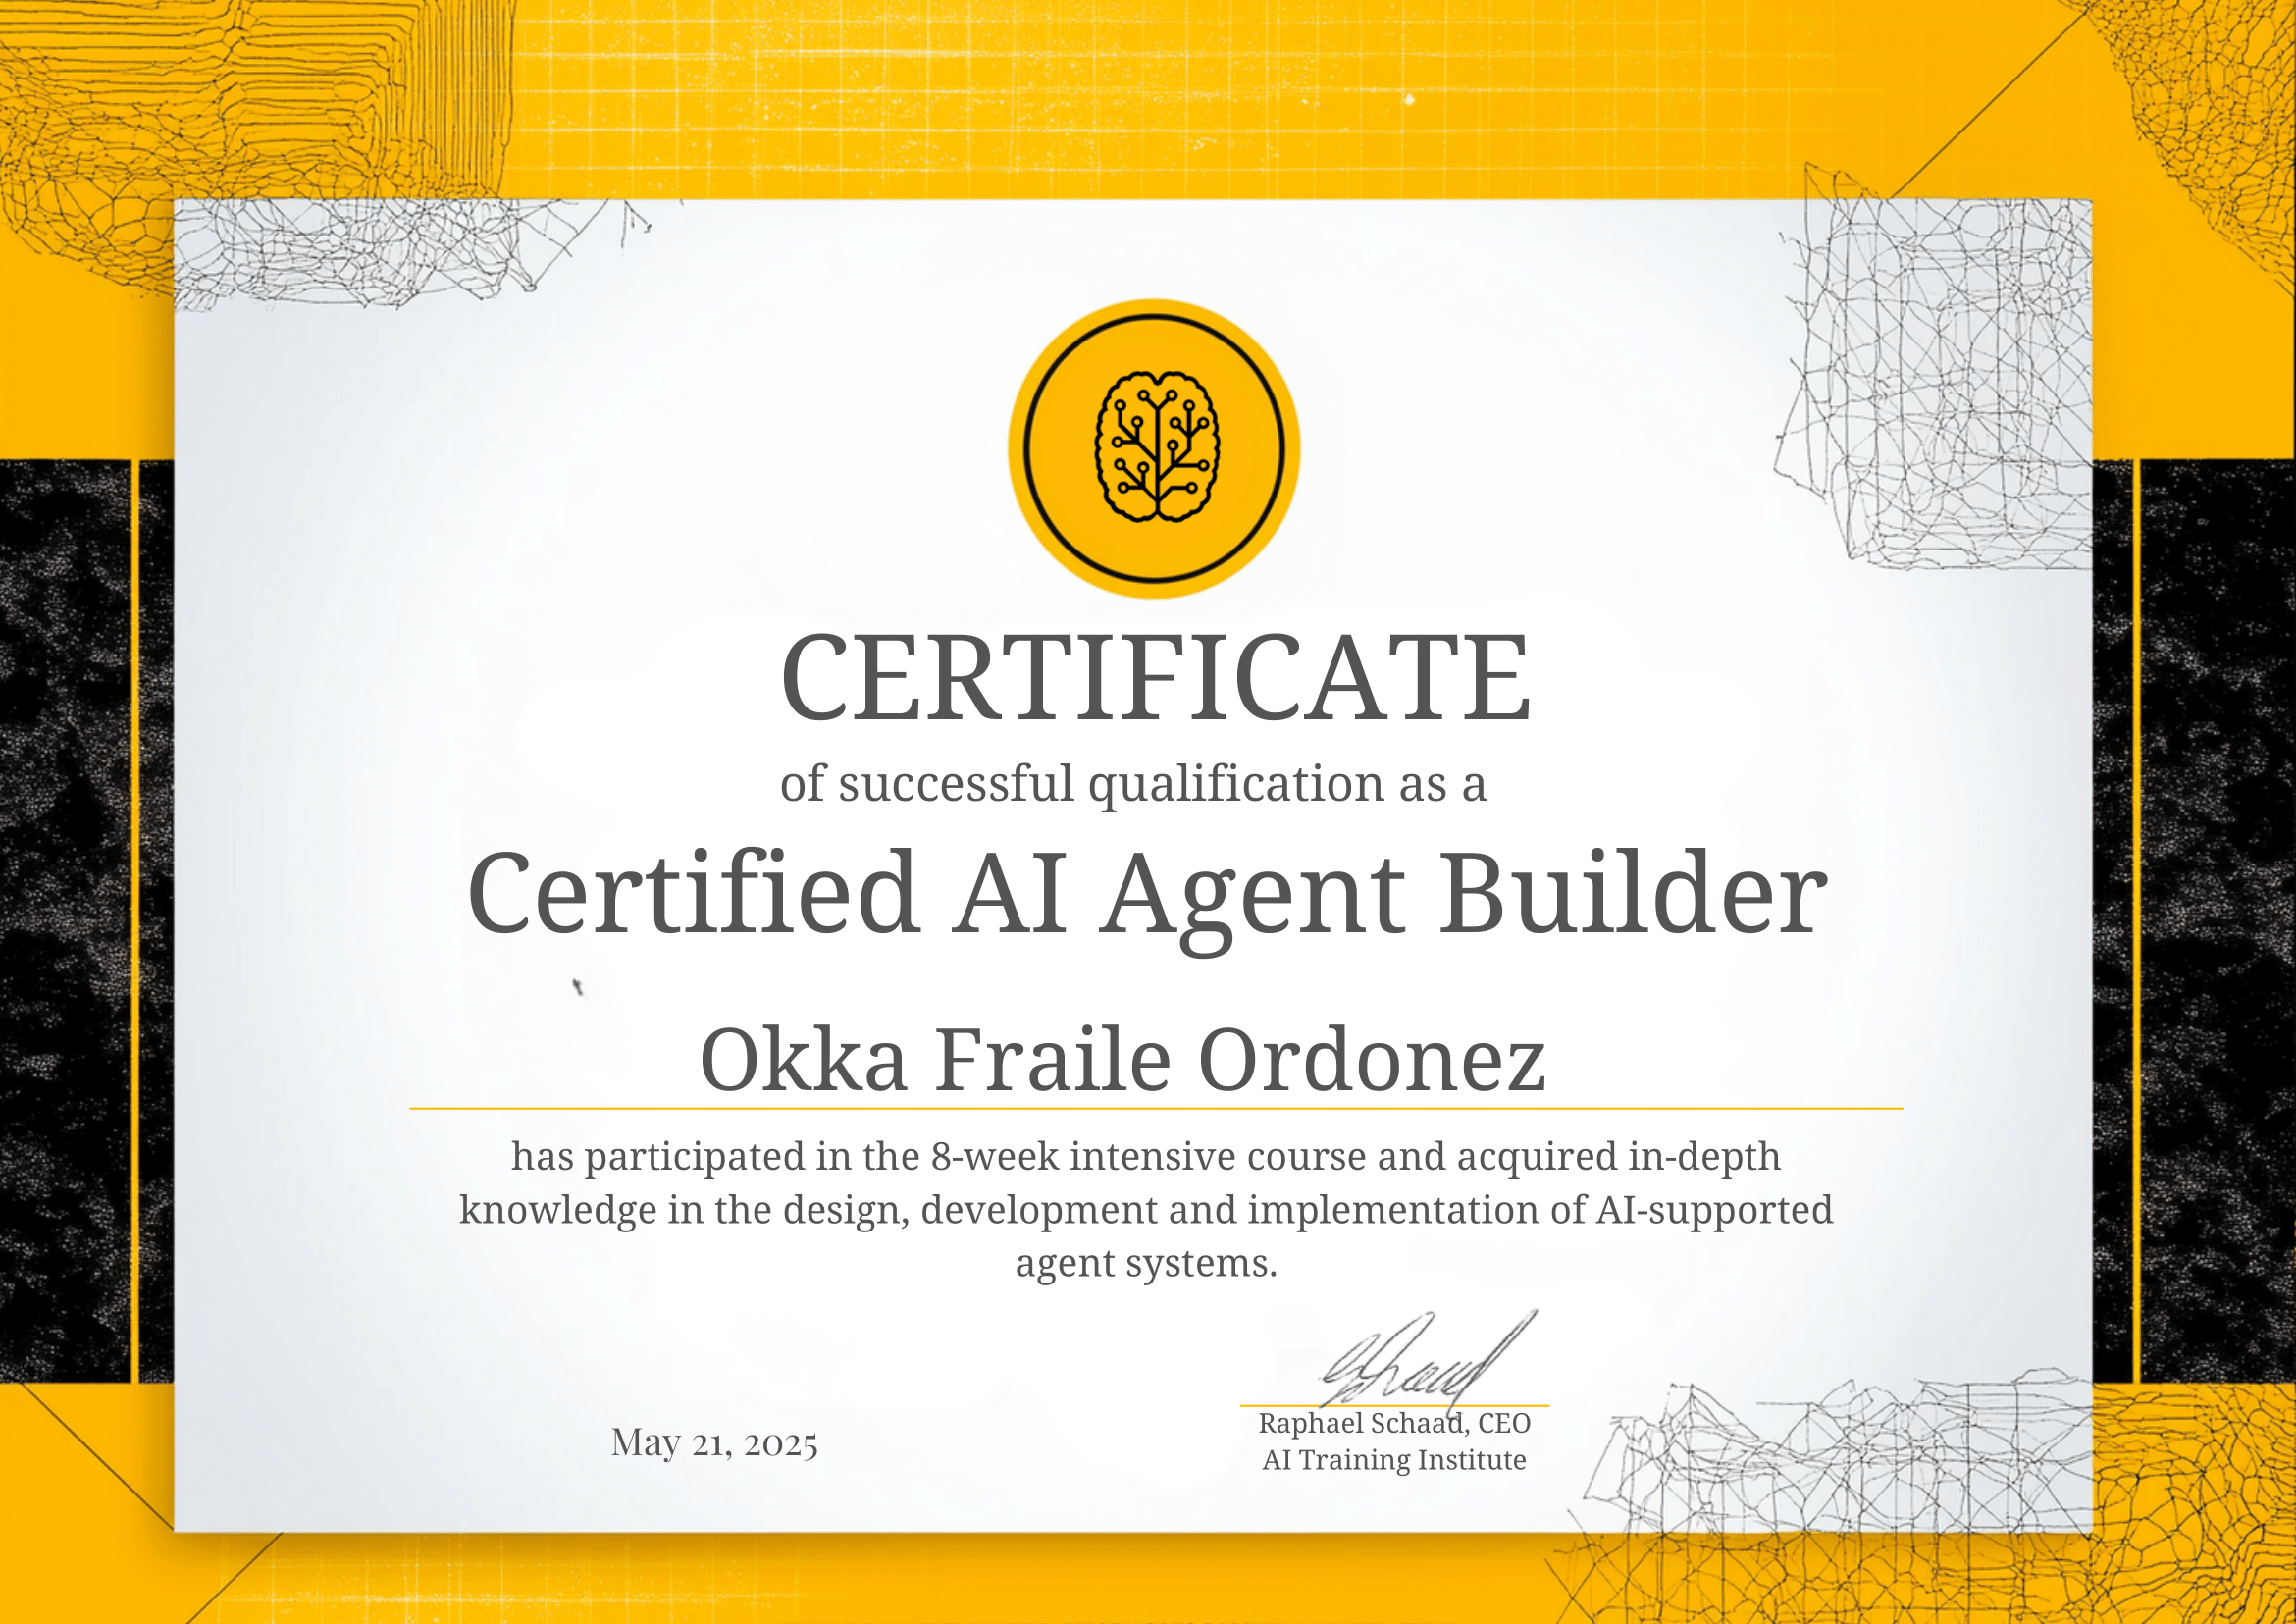 CERTIFICATE
of successful qualification as a
Certified AI Agent Builder
Okka Fraile Ordonez
has participated in the 8-week intensive course and acquired in-depth
knowledge in the design, development and implementation of AI-supported
agent systems.
May 21, 2025
Raphael Schaad, CEO
AI Training Institute